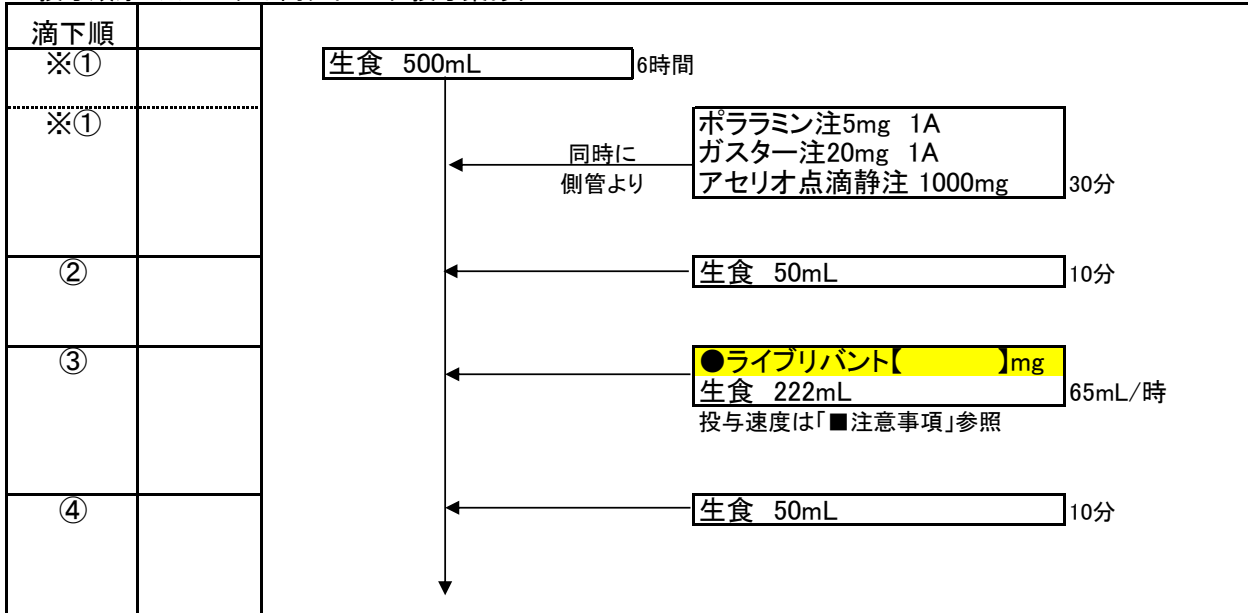 滴下順
※① 生食 500mL 6時間
※① ポララミン注5mg 1A
同時に ガスター注20mg 1A
側管より アセリオ点滴静注 1000mg 30分
② 生食 50mL 10分
③ ●ライブリバント【 】mg
生食 222mL 65mL/時
投与速度は「■注意事項」参照
④ 生食 50mL 10分